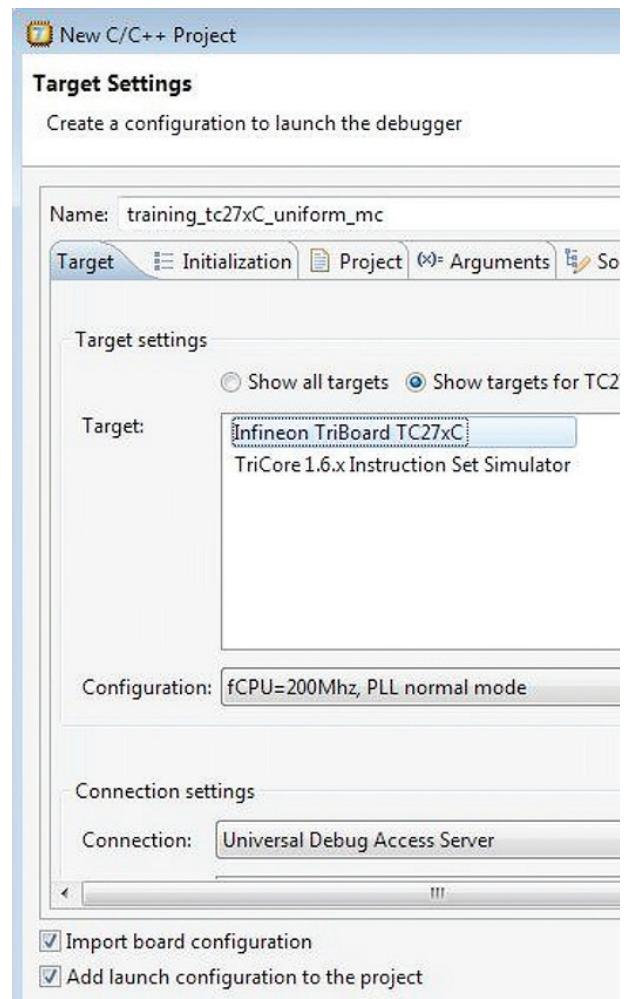 New C/C++ Project
Target Settings
Create a configuration to launch the debugger
Name: training_tc27xC_uniform_mc
Target Initialization Project (x)= Arguments So
Target settings
Show all targets Show targets for TC2
Target: Infineon TriBoard TC27xC
TriCore 1.6.x Instruction Set Simulator
Configuration: fCPU=200Mhz, PLL normal mode
Connection settings
Connection: Universal Debug Access Server
Import board configuration
Add launch configuration to the project